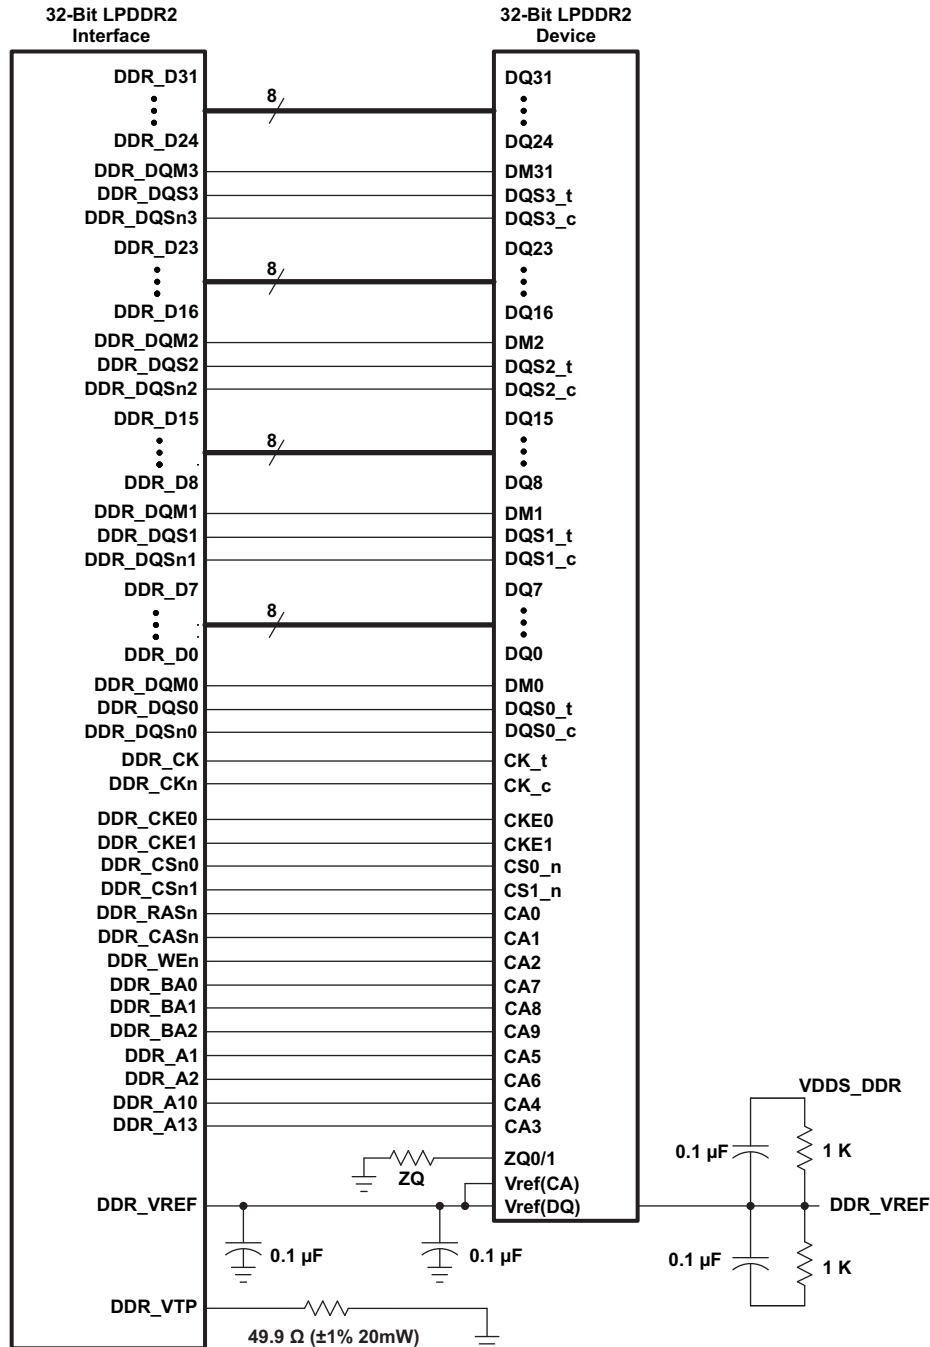 32-Bit LPDDR2
Interface
32-Bit LPDDR2
Device
DDR_D31
8
DQ31
DDR_D24
DQ24
DDR_DQM3
DM31
DDR_DQS3
DQS3_t
DDR_DQSn3
DQS3_c
DDR_D23
8
DQ23
DDR_D16
DQ16
DDR_DQM2
DM2
DDR_DQS2
DQS2_t
DDR_DQSn2
DQS2_c
DDR_D15
8
DQ15
DDR_D8
DQ8
DDR_DQM1
DM1
DDR_DQS1
DQS1_t
DDR_DQSn1
DQS1_c
DDR_D7
8
DQ7
DDR_D0
DQ0
DDR_DQM0
DM0
DDR_DQS0
DQS0_t
DDR_DQSn0
DQS0_c
DDR_CK
CK_t
DDR_CKn
CK_c
DDR_CKE0
CKE0
DDR_CKE1
CKE1
DDR_CSn0
CS0_n
DDR_CSn1
CS1_n
DDR_RASn
CA0
DDR_CASn
CA1
DDR_WEn
CA2
DDR_BA0
CA7
DDR_BA1
CA8
DDR_BA2
CA9
DDR_A1
CA5
DDR_A2
CA6
DDR_A10
CA4
DDR_A13
CA3
VDDS_DDR
0.1 µF
1 K
ZQ
ZQ0/1
Vref(CA)
DDR_VREF
Vref(DQ)
DDR_VREF
0.1 µF
0.1 µF
0.1 µF
1 K
DDR_VTP
49.9 Ω (±1% 20mW)